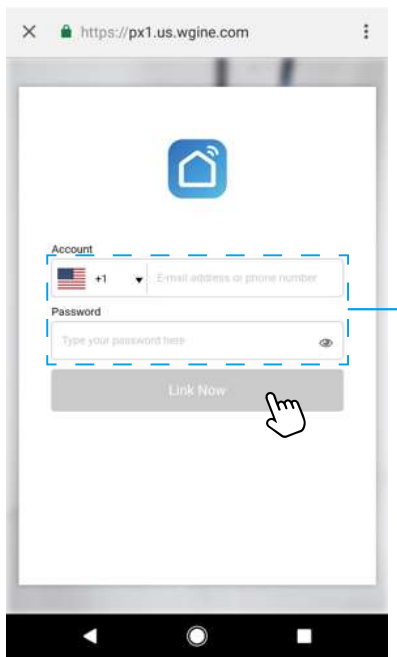 https://px1.us.wgine.com
Account
+1 E-mail address or phone number
Password
Type your password here
Link Now